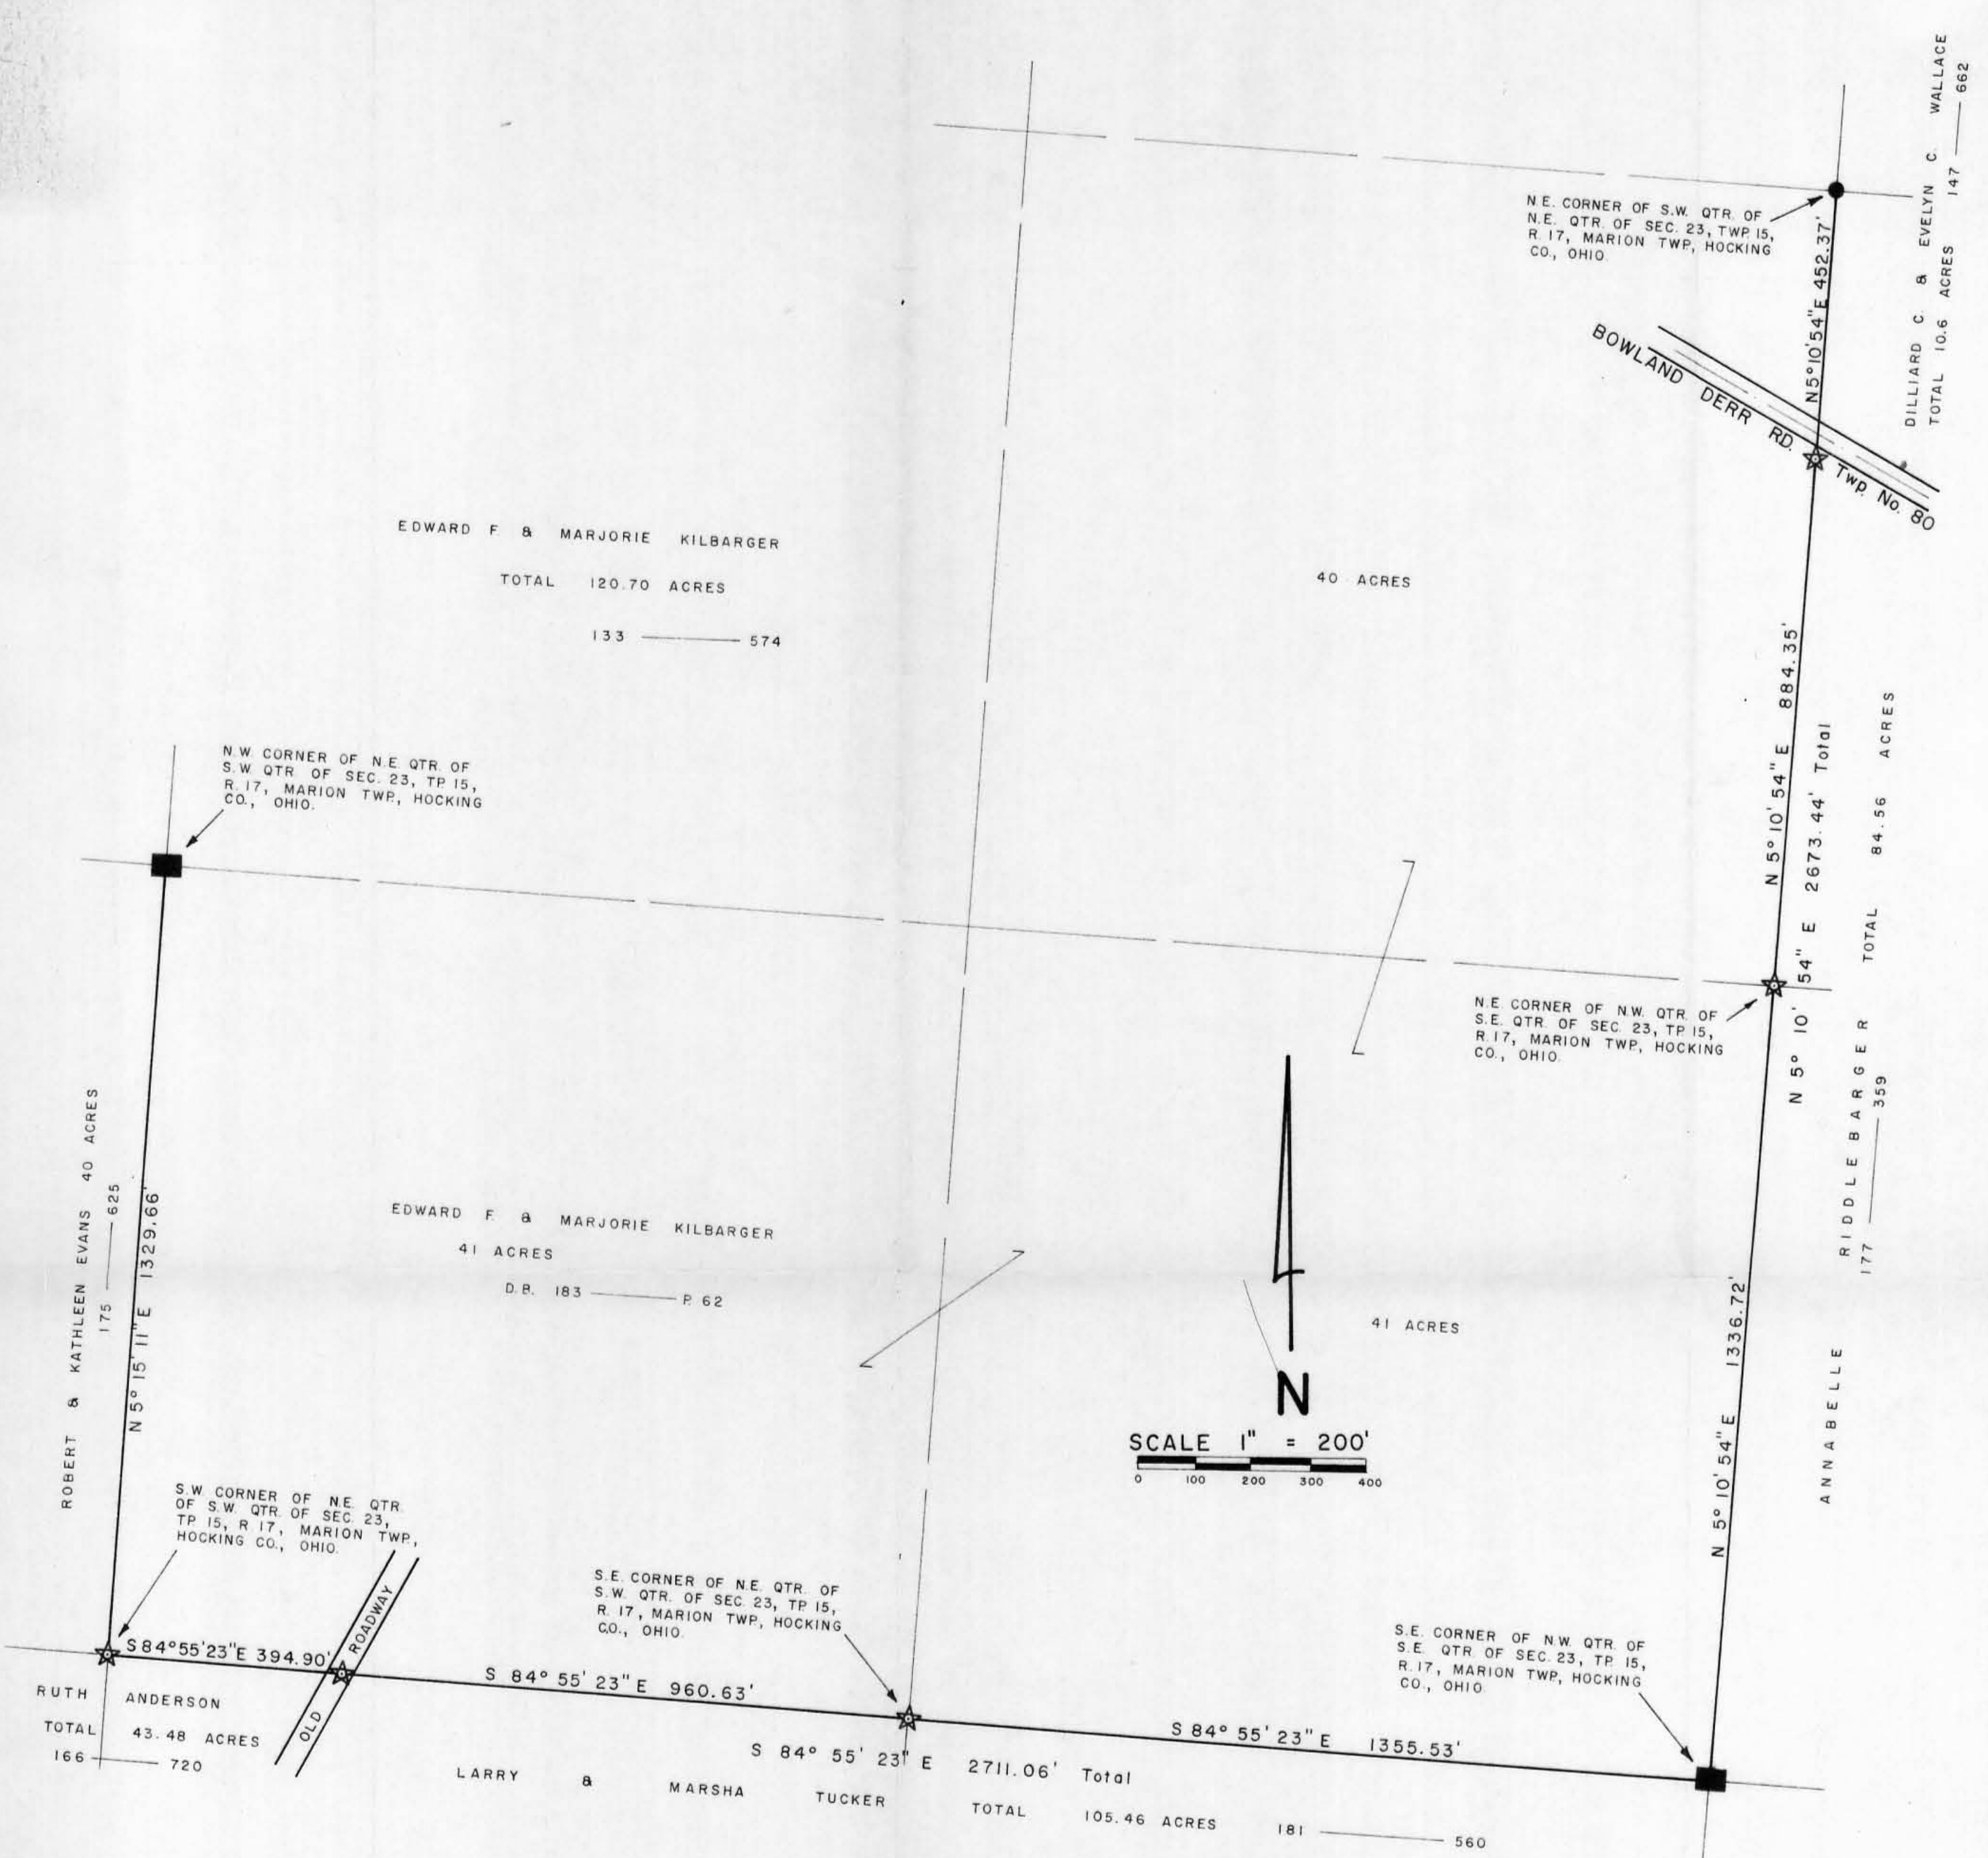 DILLIARD C. & EVELYN C. WALLACE
TOTAL 10.6 ACRES 147 — 662
N.E. CORNER OF S.W. QTR. OF
N.E. QTR. OF SEC. 23, TWP. 15,
R. 17, MARION TWP., HOCKING
CO., OHIO.
N5°10'54"E 452.37'
BOWLAND DERR RD. Twp. No. 80
EDWARD F. & MARJORIE KILBARGER
TOTAL 120.70 ACRES
133 — 574
40 ACRES
N 5° 10' 54" E 884.35'
N 5° 10' 54" E 2673.44' Total
N.W. CORNER OF N.E. QTR. OF
S.W. QTR. OF SEC. 23, TP. 15,
R. 17, MARION TWP., HOCKING
CO., OHIO.
N.E. CORNER OF N.W. QTR. OF
S.E. QTR. OF SEC. 23, TP. 15,
R. 17, MARION TWP., HOCKING
CO., OHIO.
ANNABELLE RIDDLEBARGER TOTAL 84.56 ACRES
177 — 359
ROBERT & KATHLEEN EVANS 40 ACRES
175 — 625
N 5° 15' 11" E 1329.66'
EDWARD F. & MARJORIE KILBARGER
41 ACRES
D.B. 183 — P. 62
41 ACRES
N 5° 10' 54" E 1336.72'
N
SCALE 1" = 200'
0 100 200 300 400
S.W. CORNER OF N.E. QTR.
OF S.W. QTR. OF SEC. 23,
TP. 15, R. 17, MARION TWP.,
HOCKING CO., OHIO.
S.E. CORNER OF N.E. QTR. OF
S.W. QTR. OF SEC. 23, TP. 15,
R. 17, MARION TWP., HOCKING
CO., OHIO.
S.E. CORNER OF N.W. QTR. OF
S.E. QTR. OF SEC. 23, TP. 15,
R. 17, MARION TWP., HOCKING
CO., OHIO.
OLD ROADWAY
S84°55'23"E 394.90'
S 84° 55' 23" E 960.63'
S 84° 55' 23" E 1355.53'
S 84° 55' 23" E 2711.06' Total
RUTH ANDERSON
TOTAL 43.48 ACRES
166 — 720
LARRY & MARSHA TUCKER TOTAL 105.46 ACRES 181 — 560